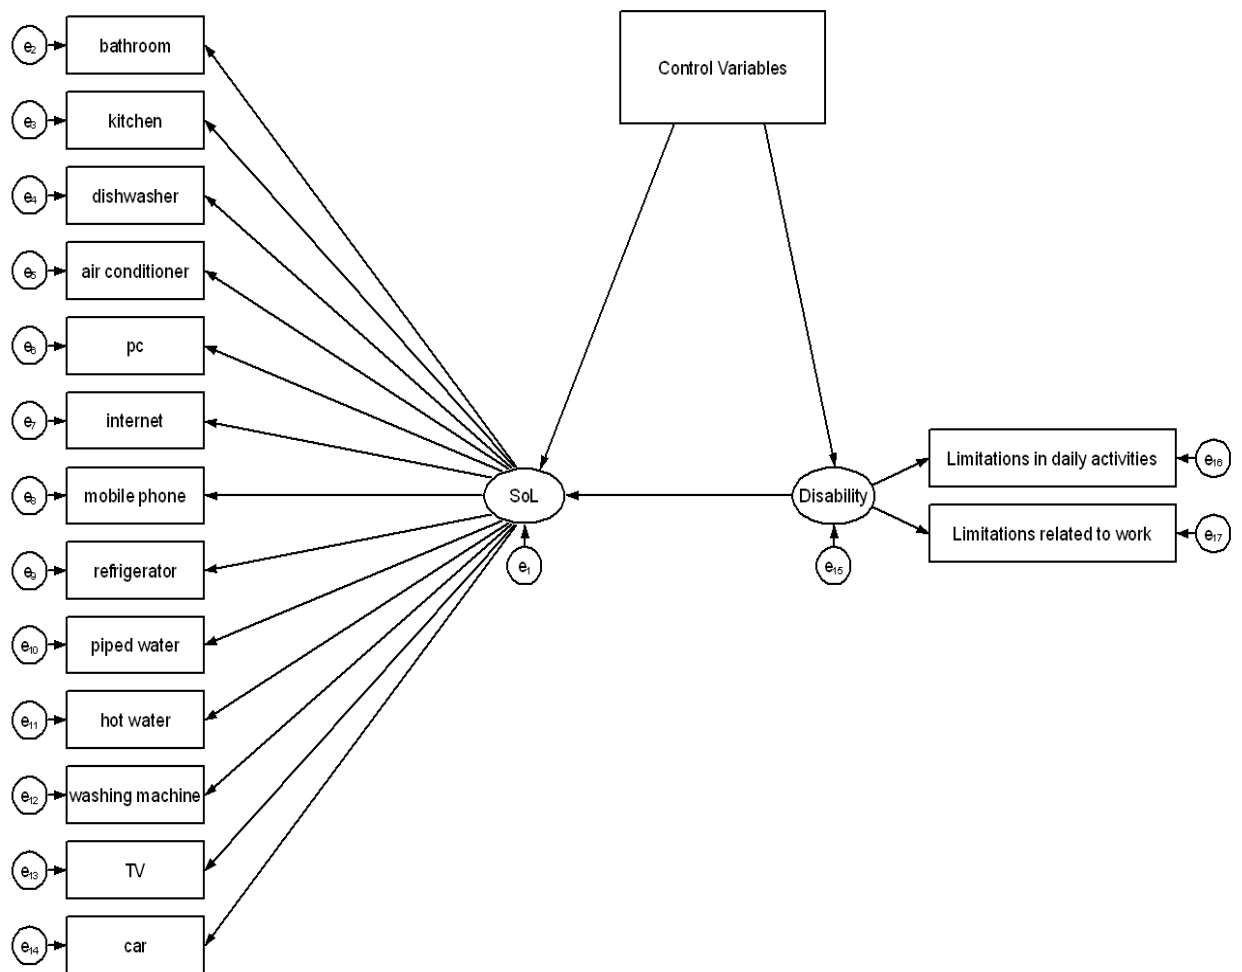 e2 bathroom
Control Variables
e3 kitchen
e4 dishwasher
e5 air conditioner
e6 pc
e7 internet
e8 mobile phone
SoL
Disability
Limitations in daily activities e16
Limitations related to work e17
e1
e15
e9 refrigerator
e10 piped water
e11 hot water
e12 washing machine
e13 TV
e14 car